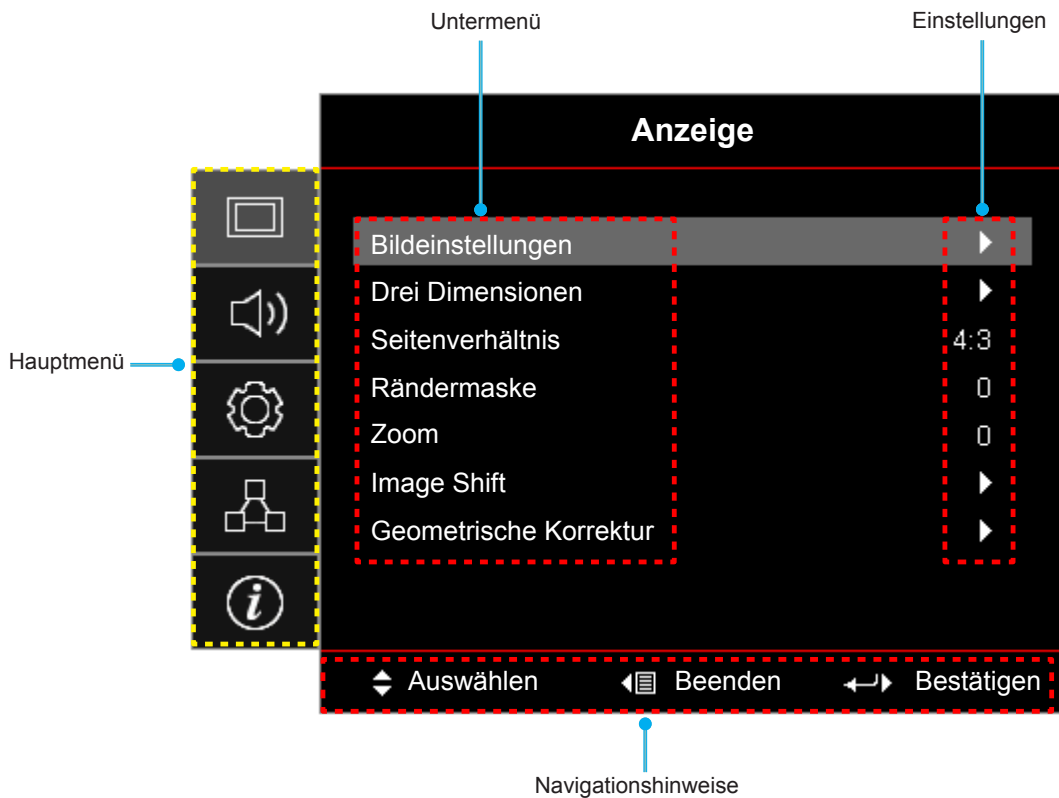 Untermenü Einstellungen
Anzeige
Hauptmenü
Bildeinstellungen
Drei Dimensionen
Seitenverhältnis 4:3
Rändermaske 0
Zoom 0
Image Shift
Geometrische Korrektur
i
Auswählen Beenden Bestätigen
Navigationshinweise